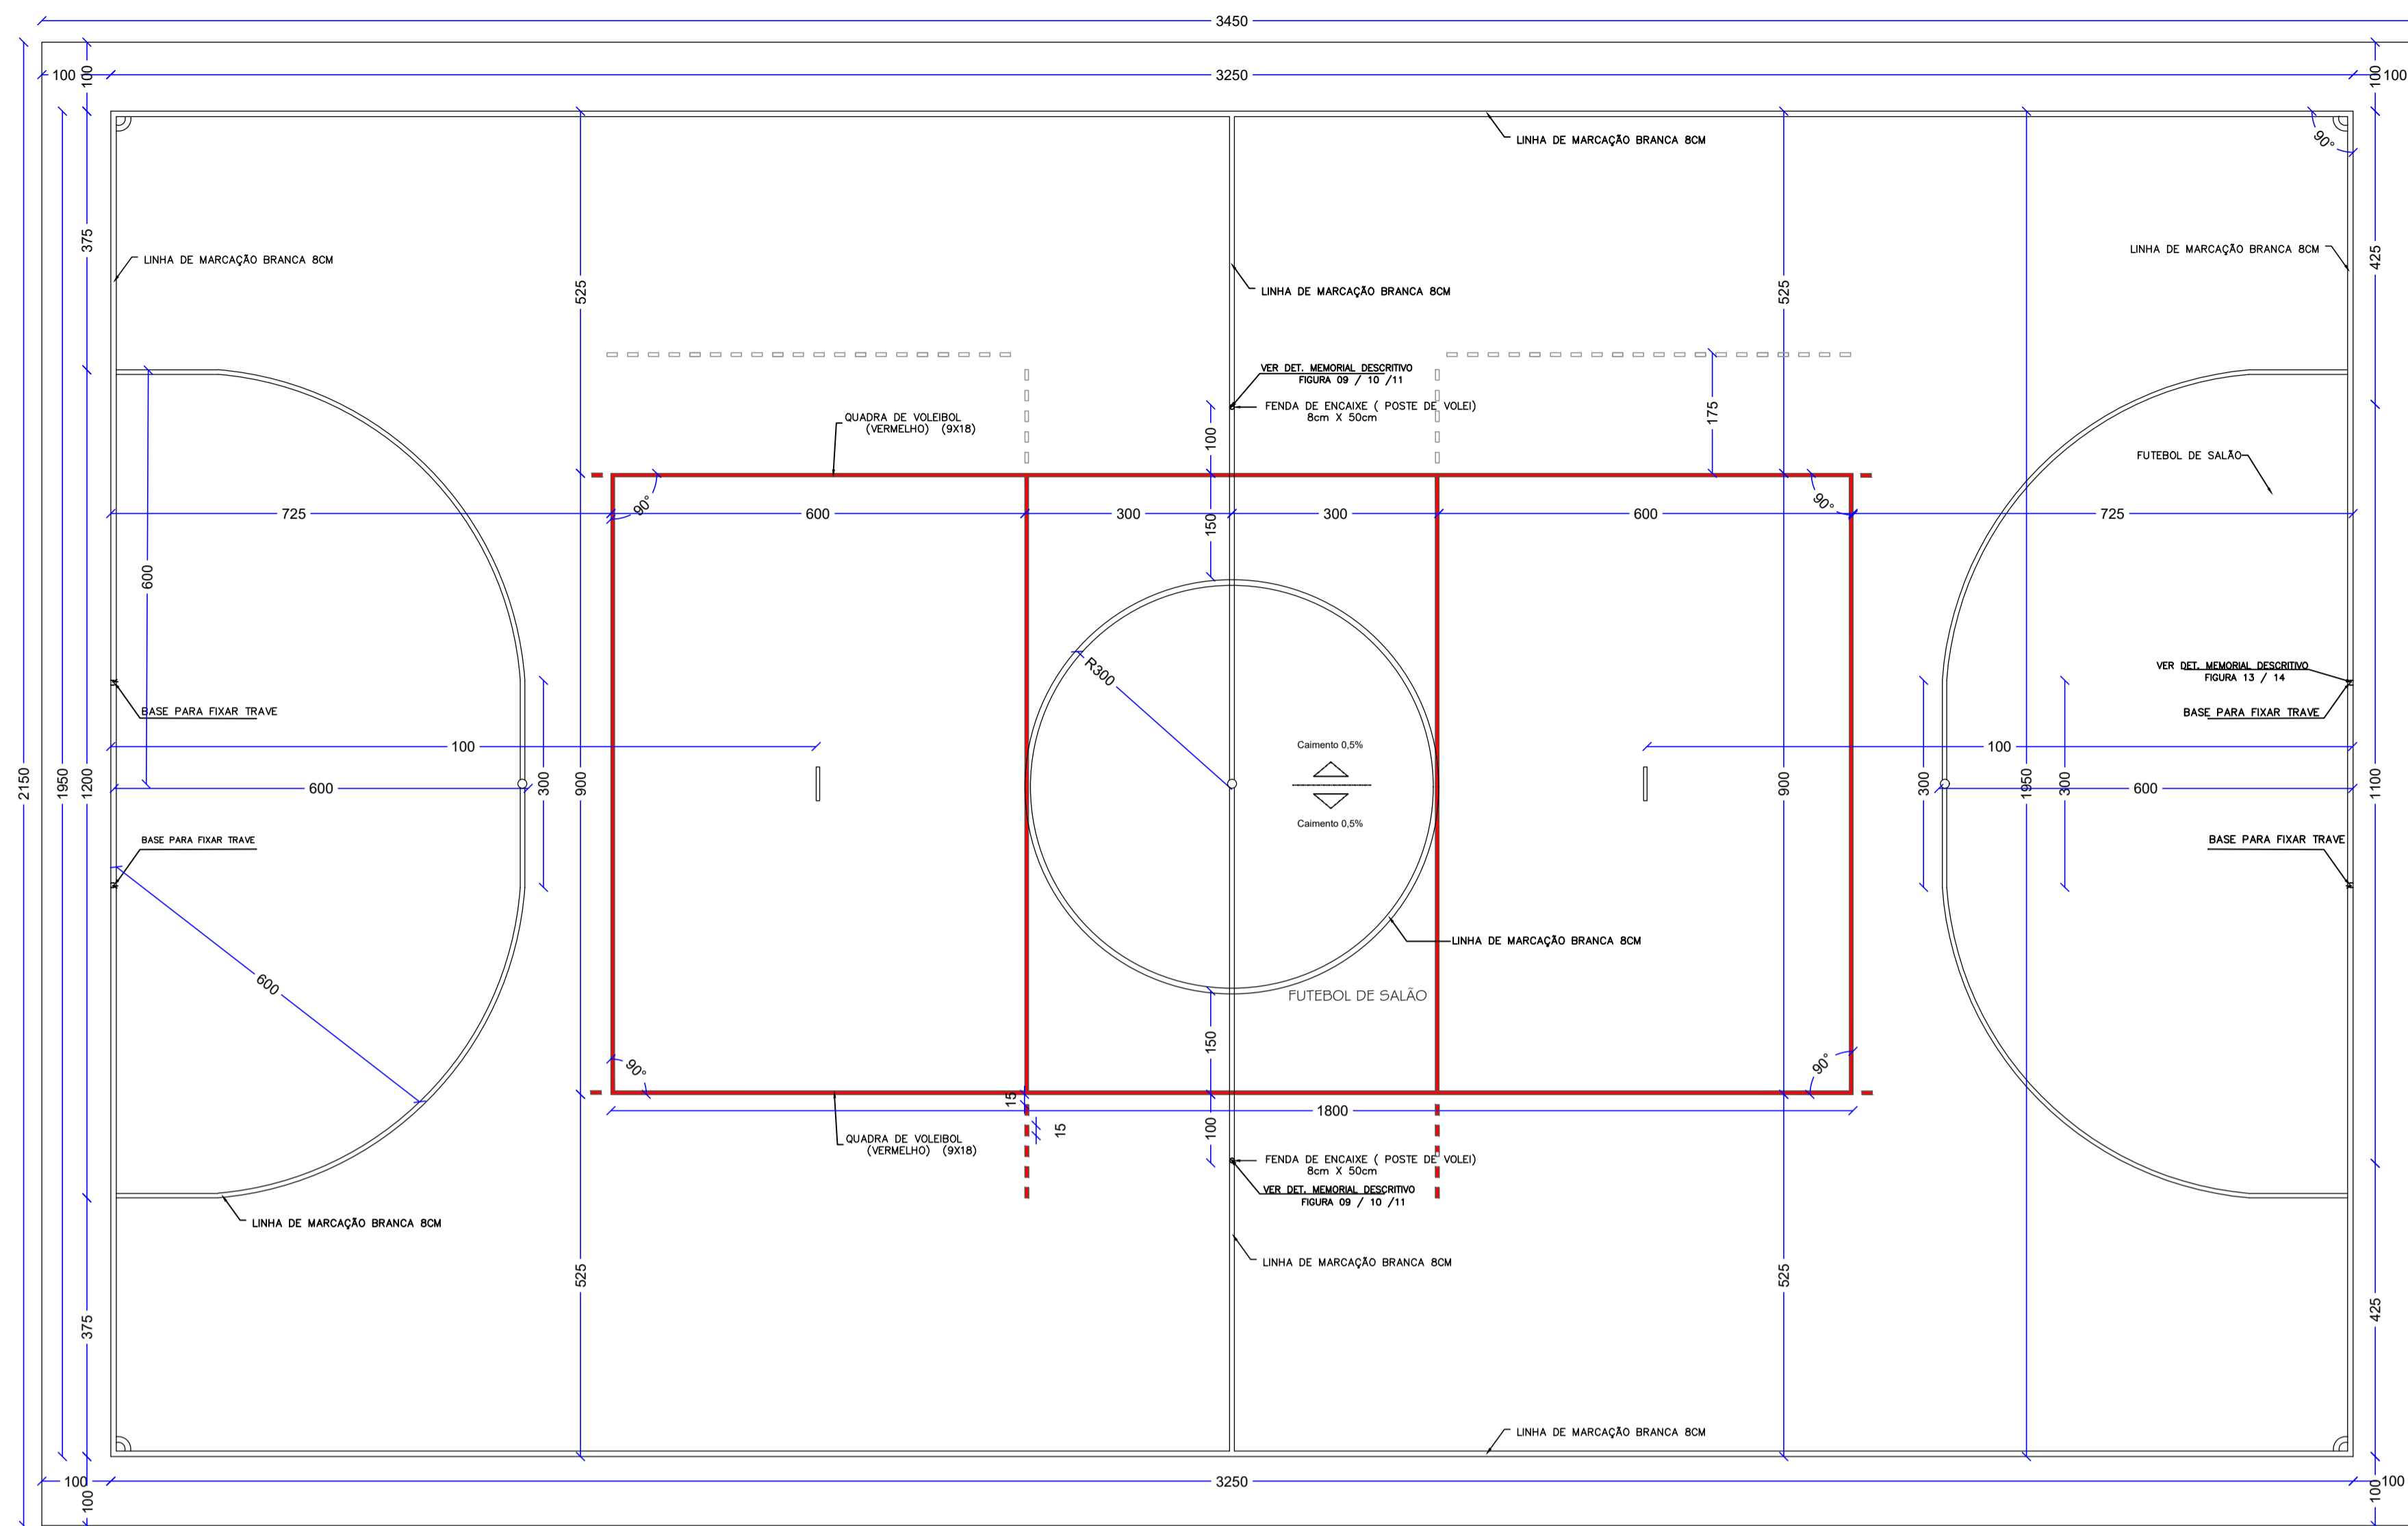 3450
100
100
3250
100
100
LINHA DE MARCAÇÃO BRANCA 8CM
90°
375
525
525
425
LINHA DE MARCAÇÃO BRANCA 8CM
LINHA DE MARCAÇÃO BRANCA 8CM
LINHA DE MARCAÇÃO BRANCA 8CM
VER DET. MEMORIAL DESCRITIVO
FIGURA 09 / 10 /11
FENDA DE ENCAIXE ( POSTE DE VOLEI)
8cm X 50cm
QUADRA DE VOLEIBOL
(VERMELHO) (9X18)
100
175
FUTEBOL DE SALÃO
90°
90°
725
600
300
300
600
725
150
600
R300
VER DET. MEMORIAL DESCRITIVO
FIGURA 13 / 14
BASE PARA FIXAR TRAVE
BASE PARA FIXAR TRAVE
100
Caimento 0,5%
100
2150
1950
1200
600
300
900
900
300
1950
300
600
1100
Caimento 0,5%
BASE PARA FIXAR TRAVE
BASE PARA FIXAR TRAVE
LINHA DE MARCAÇÃO BRANCA 8CM
600
FUTEBOL DE SALÃO
150
90°
90°
15
1800
15
100
QUADRA DE VOLEIBOL
(VERMELHO) (9X18)
FENDA DE ENCAIXE ( POSTE DE VOLEI)
8cm X 50cm
VER DET. MEMORIAL DESCRITIVO
FIGURA 09 / 10 /11
LINHA DE MARCAÇÃO BRANCA 8CM
LINHA DE MARCAÇÃO BRANCA 8CM
375
525
525
425
LINHA DE MARCAÇÃO BRANCA 8CM
100
100
3250
100
100